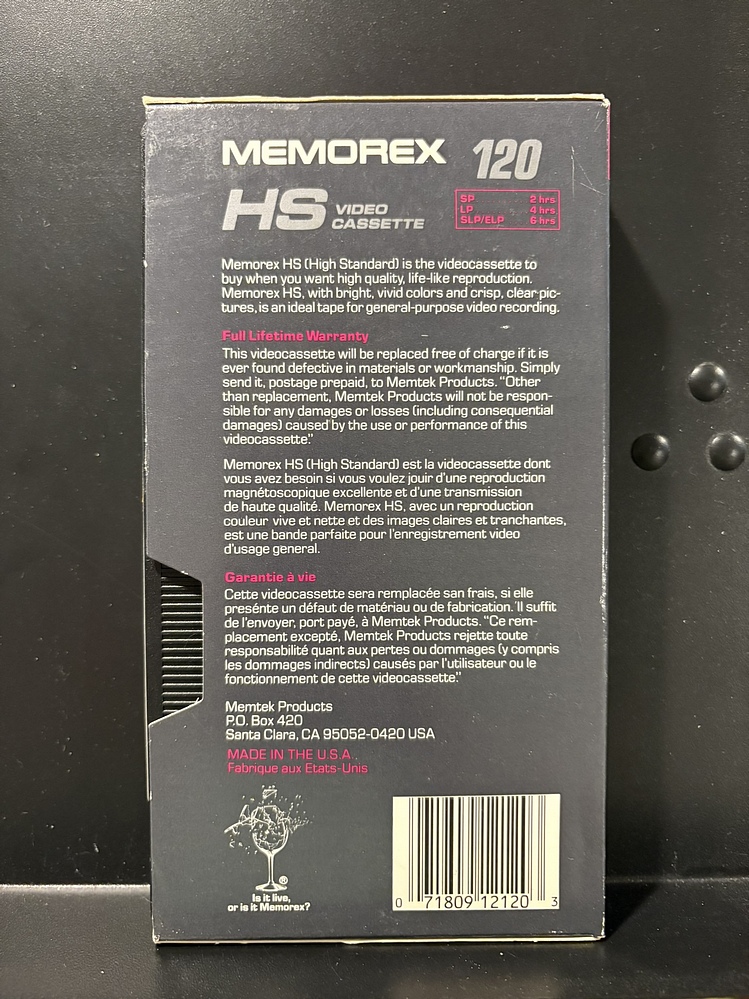 MEMOREX 120
HS VIDEO CASSETTE
SP 2 hrs
LP 4 hrs
SLP/ELP 6 hrs
Memorex HS (High Standard) is the videocassette to
buy when you want high quality, life-like reproduction.
Memorex HS, with bright, vivid colors and crisp, clear pic-
tures, is an ideal tape for general-purpose video recording.
Full Lifetime Warranty
This videocassette will be replaced free of charge if it is
ever found defective in materials or workmanship. Simply
send it, postage prepaid, to Memtek Products. "Other
than replacement, Memtek Products will not be respon-
sible for any damages or losses (including consequential
damages) caused by the use or performance of this
videocassette."
Memorex HS (High Standard) est la videocassette dont
vous avez besoin si vous voulez jouir d'une reproduction
magnétoscopique excellente et d'une transmission
de haute qualité. Memorex HS, avec un reproduction
couleur vive et nette et des images claires et tranchantes,
est une bande parfaite pour l'enregistrement video
d'usage general.
Garantie à vie
Cette videocassette sera remplacée san frais, si elle
presénte un défaut de matériau ou de fabrication. Il suffit
de l'envoyer, port payé, à Memtek Products. "Ce rem-
placement excepté, Memtek Products rejette toute
responsabilité quant aux pertes ou dommages (y compris
les dommages indirects) causés par l'utilisateur ou le
fonctionnement de cette videocassette."
Memtek Products
P.O. Box 420
Santa Clara, CA 95052-0420 USA
MADE IN THE U.S.A.
Fabrique aux Etats-Unis
®
Is it live,
or is it Memorex?
0 71809 12120 3